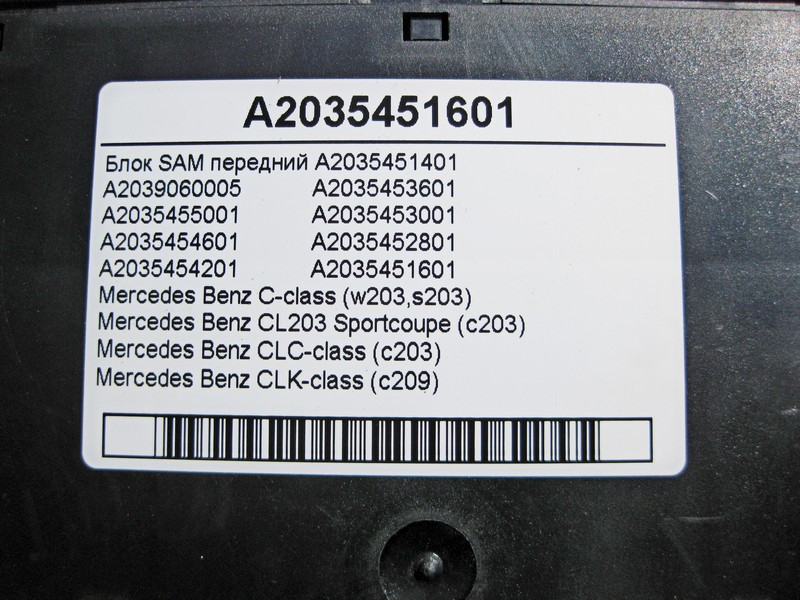 A2035451601
Блок SAM передний A2035451401
A2039060005 A2035453601
A2035455001 A2035453001
A2035454601 A2035452801
A2035454201 A2035451601
Mercedes Benz C-class (w203,s203)
Mercedes Benz CL203 Sportcoupe (c203)
Mercedes Benz CLC-class (c203)
Mercedes Benz CLK-class (c209)